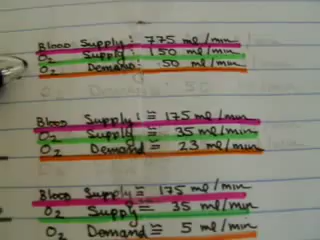 Blood Supply: 775 ml/min
O₂ Supply: 150 ml/min
O₂ Demand: 50 ml/min
Blood Supply: = 175 ml/min
O₂ Supply = 35 ml/min
O₂ Demand = 23 ml/min
Blood Supply = 175 ml/min
O₂ Supply = 35 ml/min
O₂ Demand = 5 ml/min